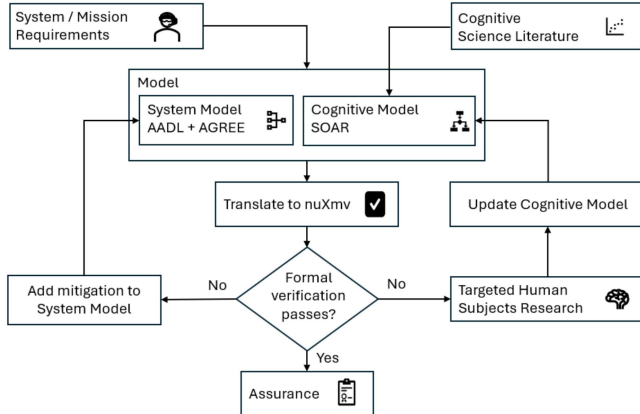 System / Mission
Requirements
Cognitive
Science Literature
Model
System Model
AADL + AGREE
Cognitive Model
SOAR
Translate to nuXmv
Update Cognitive Model
Add mitigation to
System Model
No
Formal
verification
passes?
No
Targeted Human
Subjects Research
Yes
Assurance